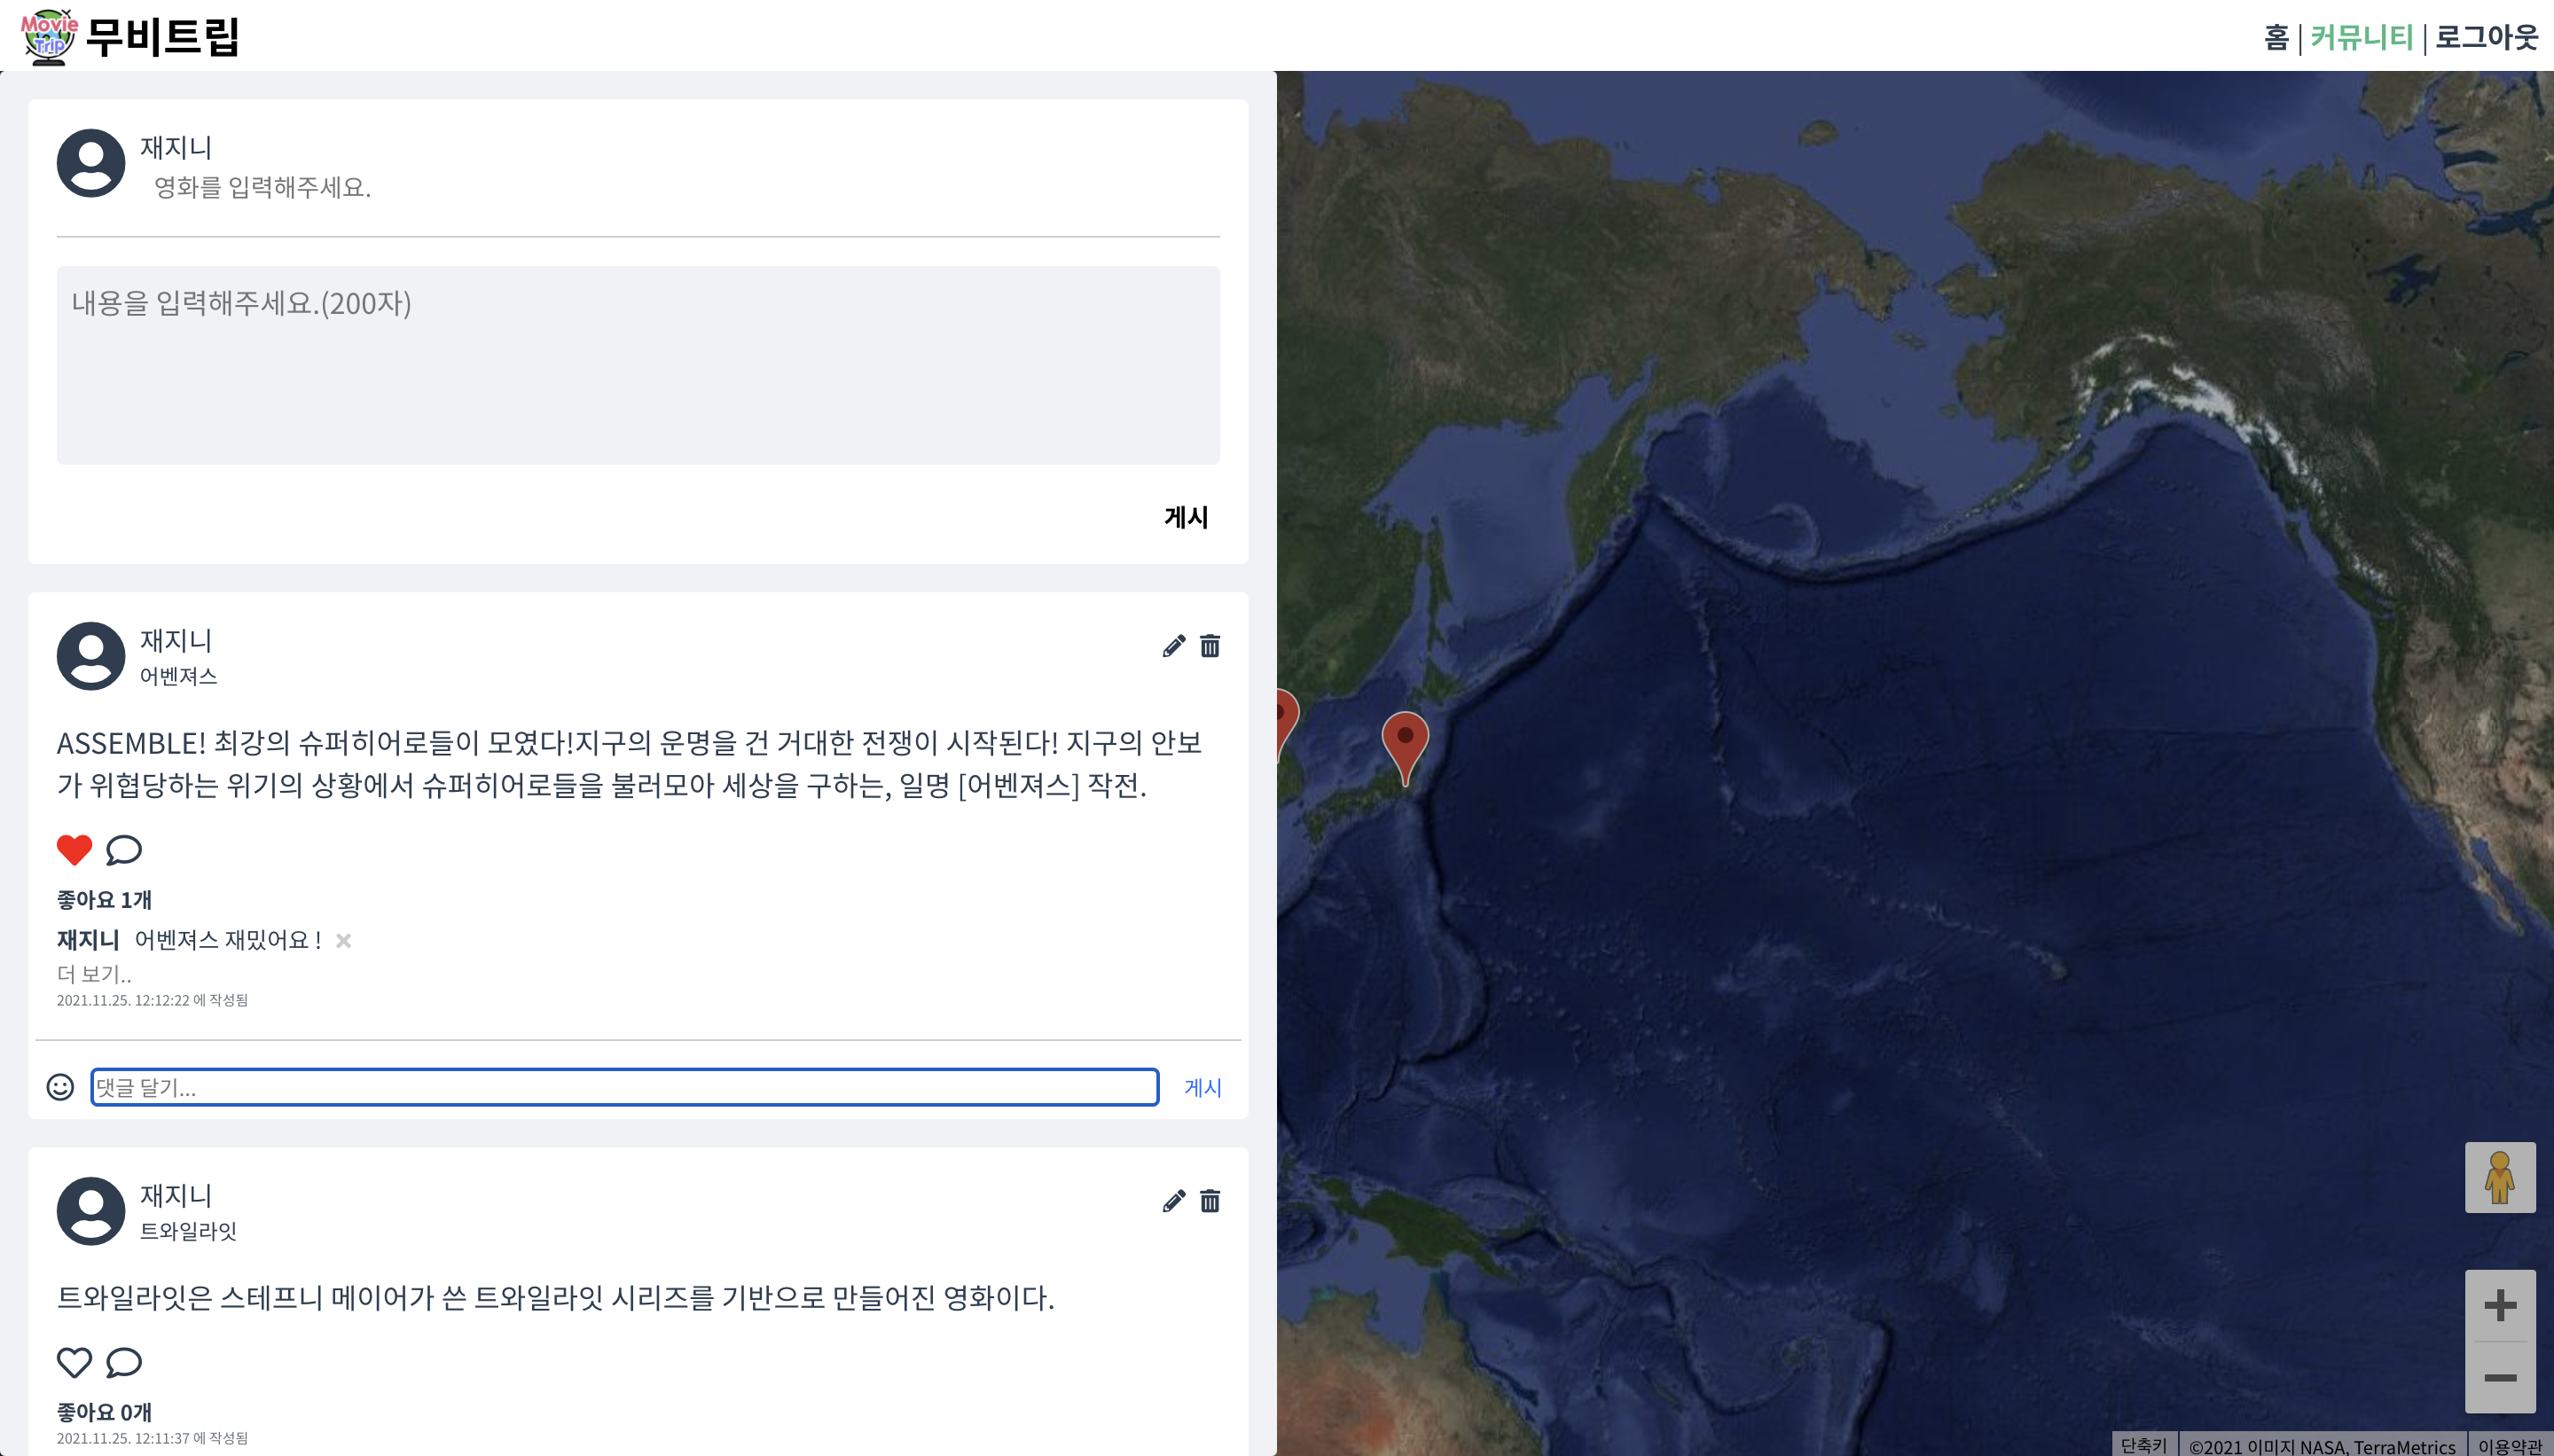 Movie Trip 무비트립
홈 | 커뮤니티 | 로그아웃
재지니
영화를 입력해주세요.
내용을 입력해주세요.(200자)
게시
재지니
어벤져스
ASSEMBLE! 최강의 슈퍼히어로들이 모였다!지구의 운명을 건 거대한 전쟁이 시작된다! 지구의 안보
가 위협당하는 위기의 상황에서 슈퍼히어로들을 불러모아 세상을 구하는, 일명 [어벤져스] 작전.
좋아요 1개
재지니 어벤져스 재밌어요 !
더 보기..
2021.11.25. 12:12:22 에 작성됨
댓글 달기...
게시
재지니
트와일라잇
트와일라잇은 스테프니 메이어가 쓴 트와일라잇 시리즈를 기반으로 만들어진 영화이다.
좋아요 0개
2021.11.25. 12:11:37 에 작성됨
단축키 ©2021 이미지 NASA, TerraMetrics 이용약관